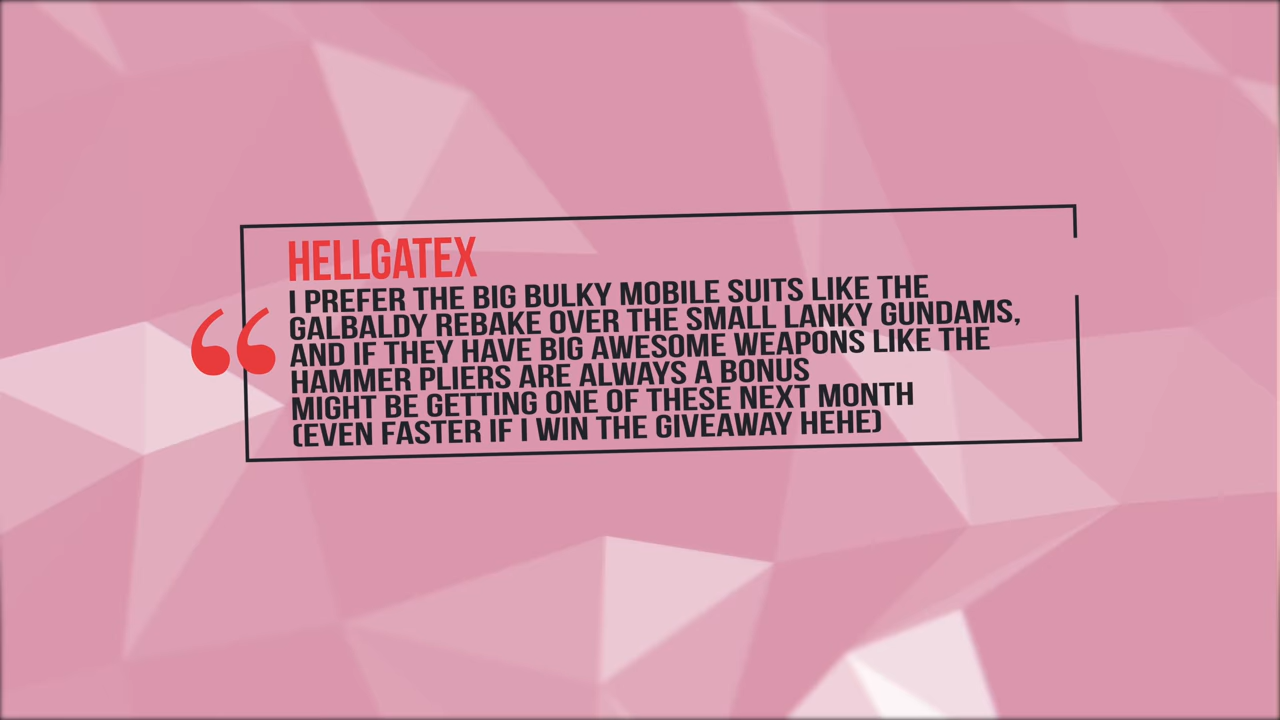 HELLGATEX
I PREFER THE BIG BULKY MOBILE SUITS LIKE THE
GALBALDY REBAKE OVER THE SMALL LANKY GUNDAMS,
AND IF THEY HAVE BIG AWESOME WEAPONS LIKE THE
HAMMER PLIERS ARE ALWAYS A BONUS
MIGHT BE GETTING ONE OF THESE NEXT MONTH
(EVEN FASTER IF I WIN THE GIVEAWAY HEHE)